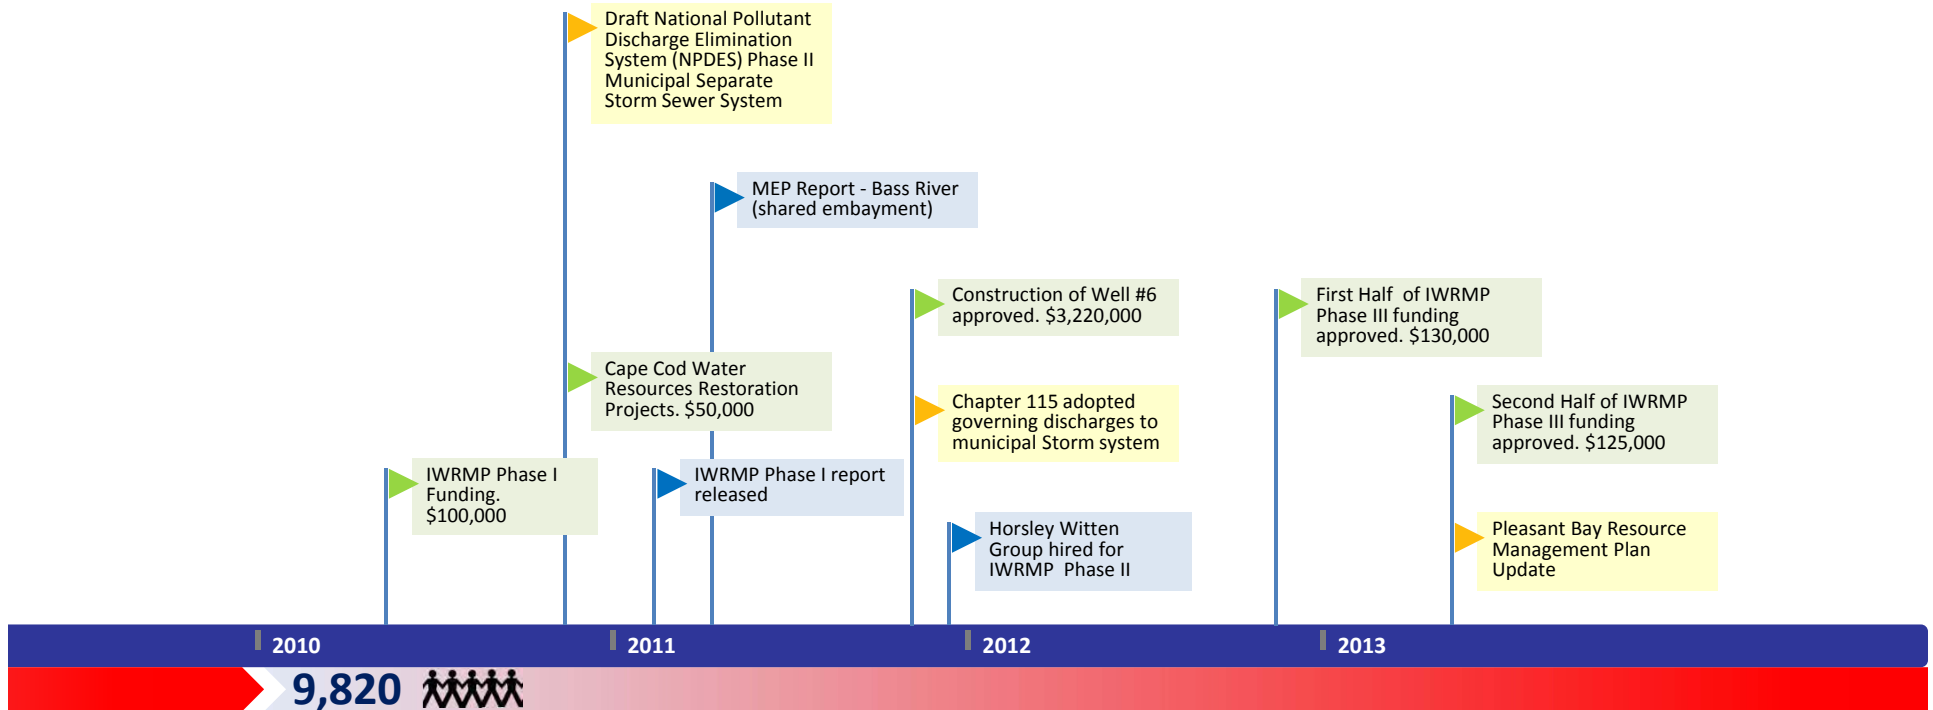 Draft National Pollutant
Discharge Elimination
System (NPDES) Phase II
Municipal Separate
Storm Sewer System
MEP Report - Bass River
(shared embayment)
Construction of Well #6
approved. $3,220,000
First Half  of IWRMP
Phase III funding
approved. $130,000
Cape Cod Water
Resources Restoration
Projects. $50,000
Chapter 115 adopted
governing discharges to
municipal Storm system
Second Half of IWRMP
Phase III funding
approved. $125,000
IWRMP Phase I
Funding.
$100,000
IWRMP Phase I report
released
Horsley Witten
Group hired for
IWRMP  Phase II
Pleasant Bay Resource
Management Plan
Update
2010
2011
2012
2013
9,820